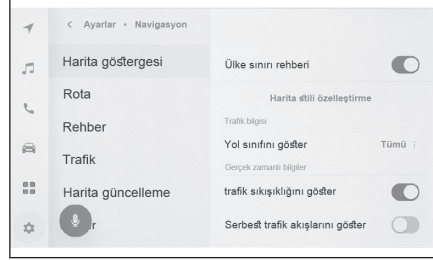 < Ayarlar • Navigasyon
Harita göstergesi
Rota
Rehber
Trafik
Harita güncelleme
r
Ülke sınırı rehberi
Harita stili özelleştirme
Trafik bilgisi
Yol sınıfını göster Tümü
Gerçek zamanlı bilgiler
trafik sıkışıklığını göster
Serbest trafik akışlarını göster